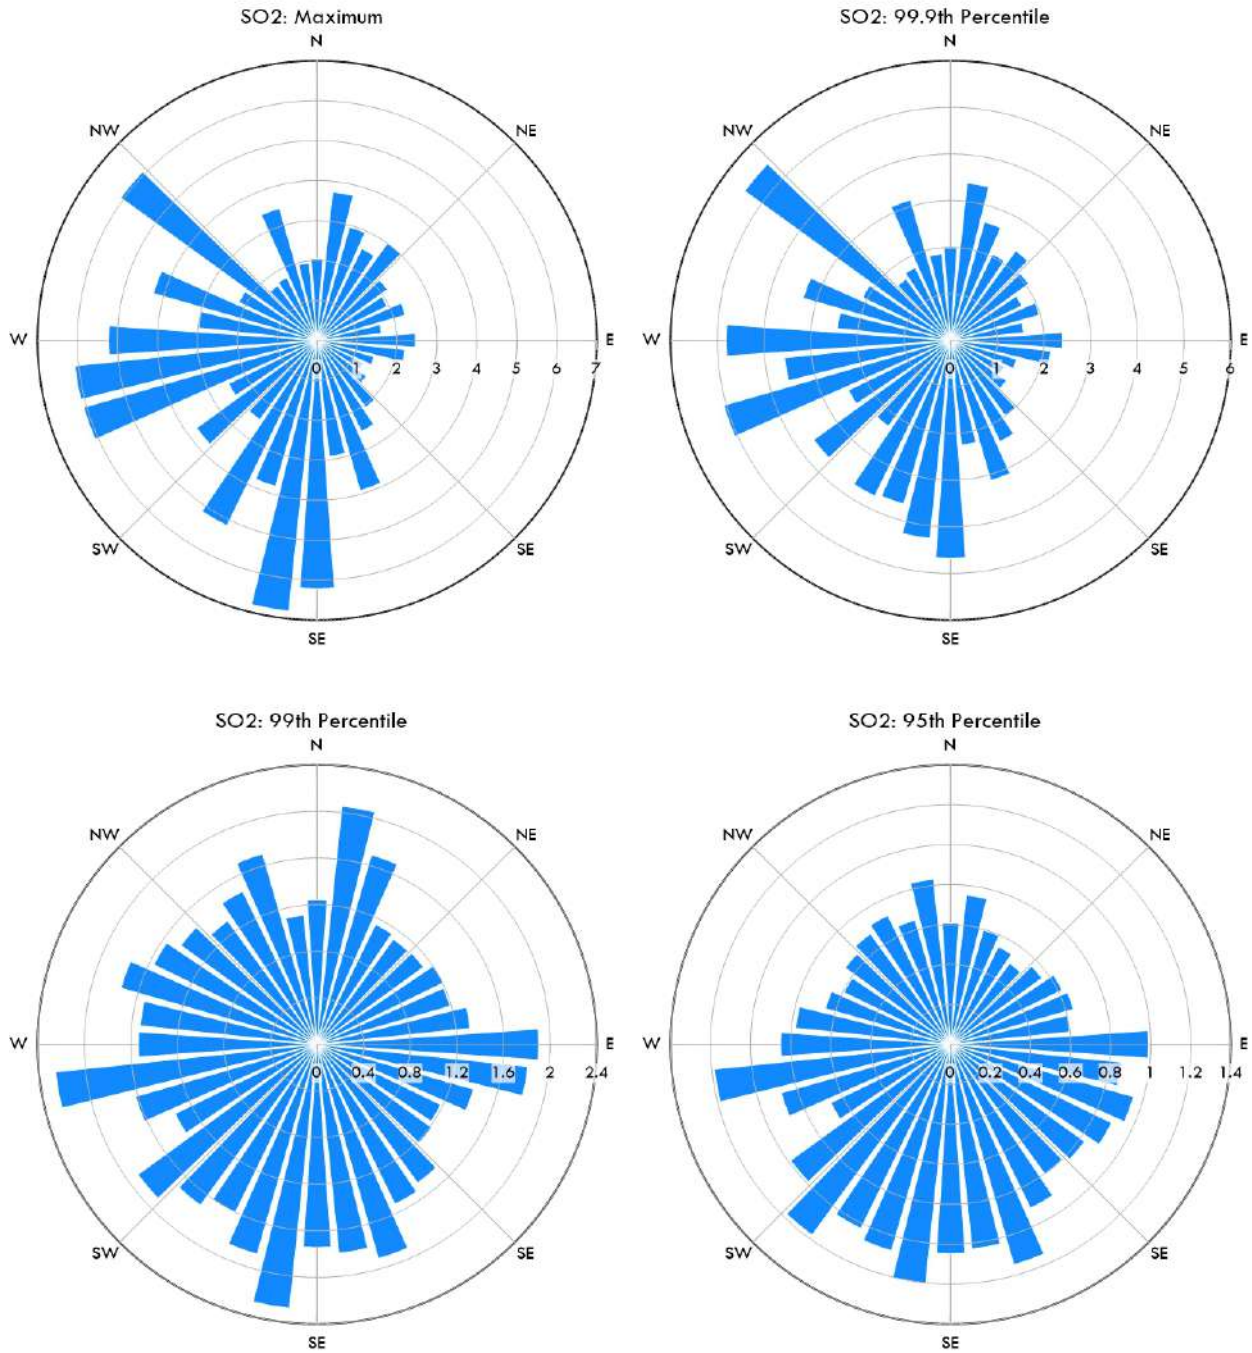 SO2: Maximum
N
NW
NE
W
E
0 1 2 3 4 5 6 7
SW
SE
SE
SO2: 99.9th Percentile
N
NW
NE
W
E
0 1 2 3 4 5 6
SW
SE
SE
SO2: 99th Percentile
N
NW
NE
W
E
0 0.4 0.8 1.2 1.6 2 2.4
SW
SE
SE
SO2: 95th Percentile
N
NW
NE
W
E
0 0.2 0.4 0.6 0.8 1 1.2 1.4
SW
SE
SE